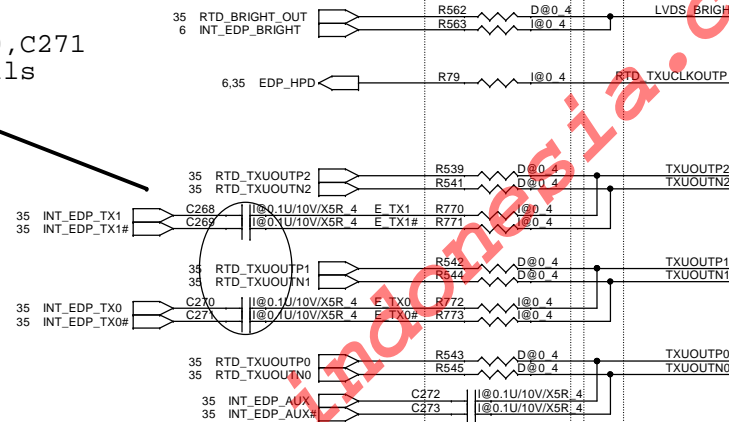 35 RTD_BRIGHT_OUT R562 D@0_4 LVDS_BRIGH
6 INT_EDP_BRIGHT R563 I@0_4
,C271
ls
6,35 EDP_HPD R79 I@0_4 RTD_TXUCLKOUTP
35 RTD_TXUOUTP2 R539 D@0_4 TXUOUTP2
35 RTD_TXUOUTN2 R541 D@0_4 TXUOUTN2
35 INT_EDP_TX1 C268 I@0.1U/10V/X5R_4 E_TX1 R770 I@0_4
35 INT_EDP_TX1# C269 I@0.1U/10V/X5R_4 E_TX1# R771 I@0_4
35 RTD_TXUOUTP1 R542 D@0_4 TXUOUTP1
35 RTD_TXUOUTN1 R544 D@0_4 TXUOUTN1
35 INT_EDP_TX0 C270 I@0.1U/10V/X5R_4 E_TX0 R772 I@0_4
35 INT_EDP_TX0# C271 I@0.1U/10V/X5R_4 E_TX0# R773 I@0_4
35 RTD_TXUOUTP0 R543 D@0_4 TXUOUTP0
35 RTD_TXUOUTN0 R545 D@0_4 TXUOUTN0
35 INT_EDP_AUX C272 I@0.1U/10V/X5R_4
35 INT_EDP_AUX# C273 I@0.1U/10V/X5R_4
indonesia.c